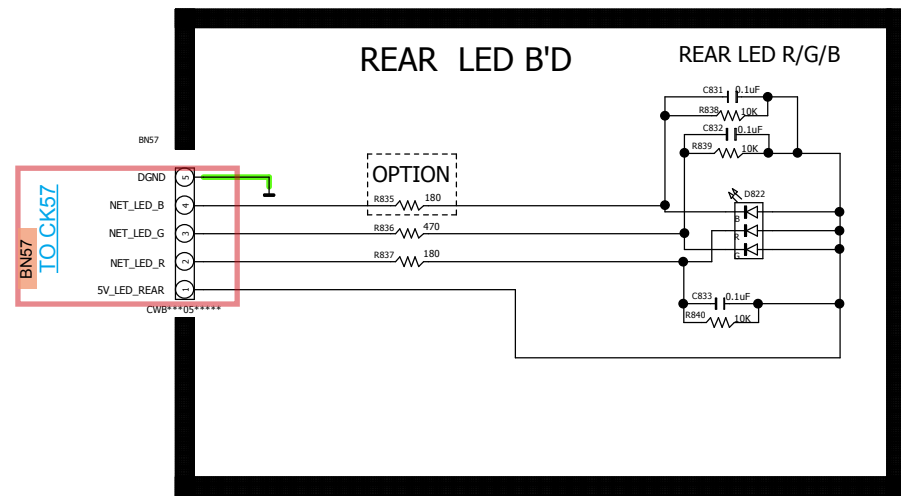 REAR LED B'D
REAR LED R/G/B
C831 0.1uF
R838 10K
C832 0.1uF
R839 10K
BN57
DGND 5
OPTION
NET_LED_B 4
R835 180
D822
B
NET_LED_G 3
R836 470
R
G
NET_LED_R 2
R837 180
5V_LED_REAR 1
C833 0.1uF
R840 10K
CWB***05*****
BN57
TO CK57